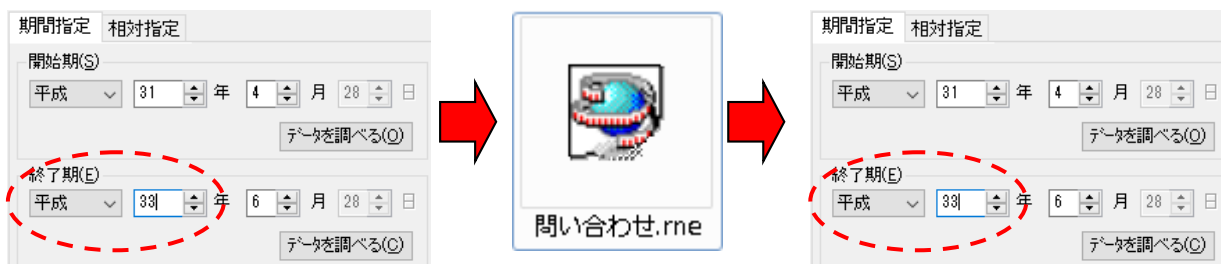 期間指定 相対指定
開始期(S)
平成 31 年 4 月 28 日
データを調べる(O)
終了期(E)
平成 33 年 6 月 28 日
データを調べる(C)
問い合わせ.rne
期間指定 相対指定
開始期(S)
平成 31 年 4 月 28 日
データを調べる(O)
終了期(E)
平成 33 年 6 月 28 日
データを調べる(C)